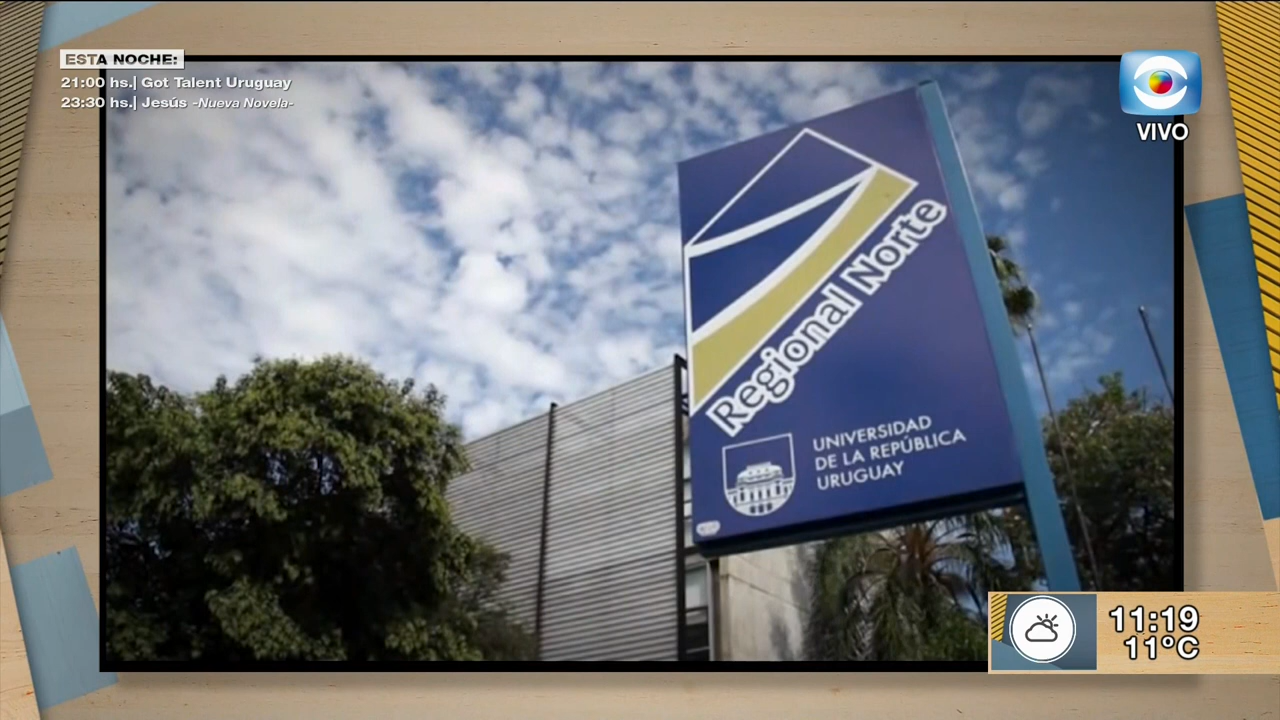 ESTA NOCHE:
21:00 hs.| Got Talent Uruguay
23:30 hs.| Jesús -Nueva Novela-
VIVO
Regional Norte
UNIVERSIDAD
DE LA REPÚBLICA
URUGUAY
11:19
11°C